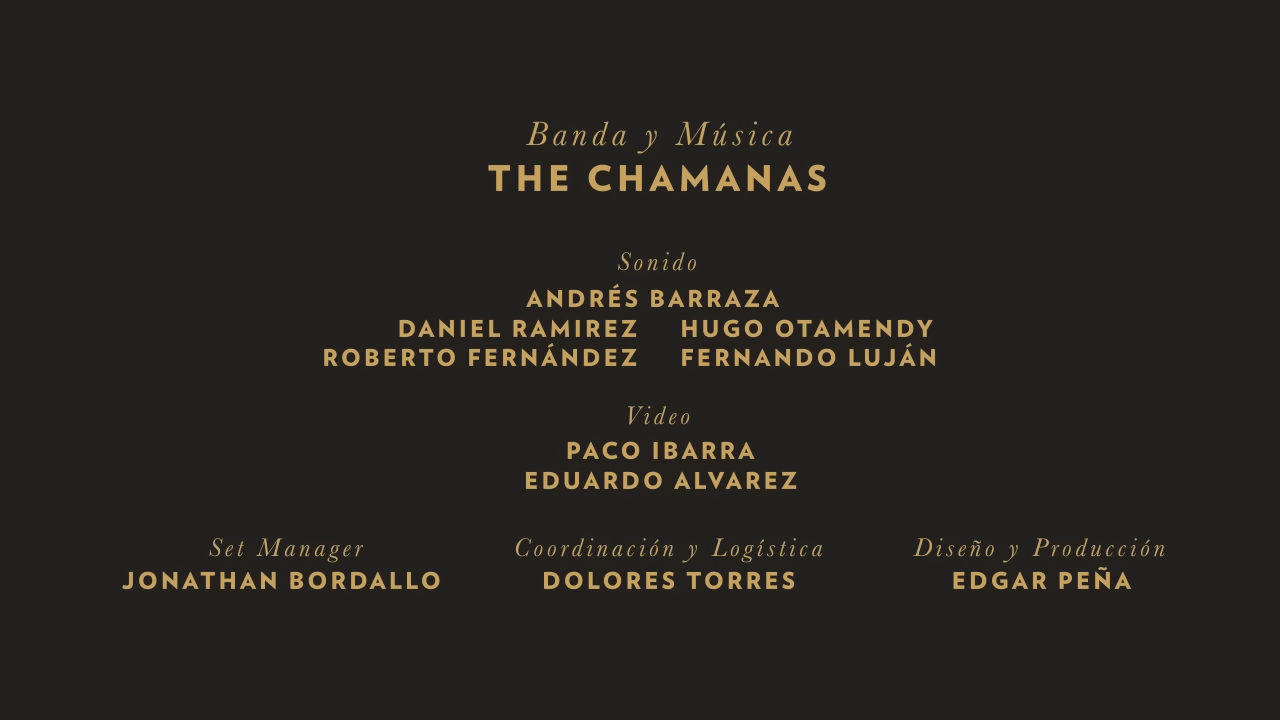 Banda y Música
THE CHAMANAS
Sonido
ANDRÉS BARRAZA
DANIEL RAMIREZ HUGO OTAMENDY
ROBERTO FERNÁNDEZ FERNANDO LUJÁN
Video
PACO IBARRA
EDUARDO ALVAREZ
Set Manager
JONATHAN BORDALLO
Coordinación y Logística
DOLORES TORRES
Diseño y Producción
EDGAR PEÑA